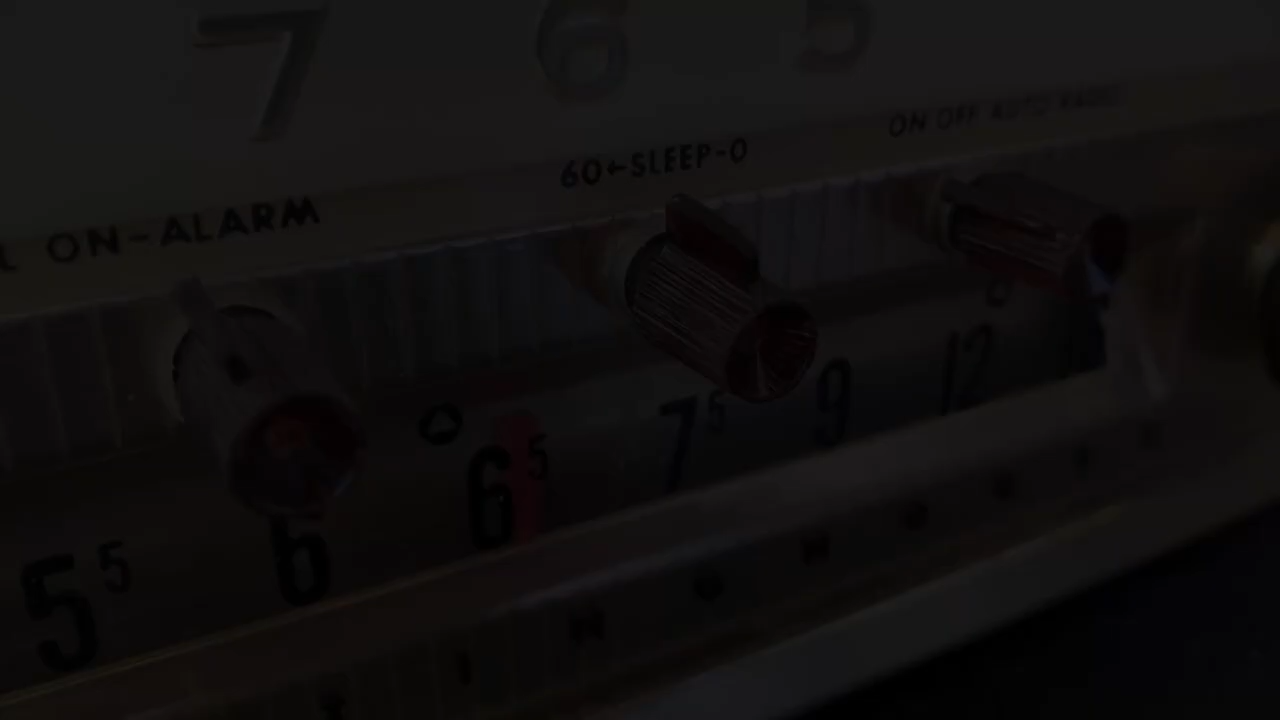 7 6 5
ON OFF AUTO RADIO
60←SLEEP-0
ON-ALARM
5⁵ 6 6⁵ 7⁵ 9 12